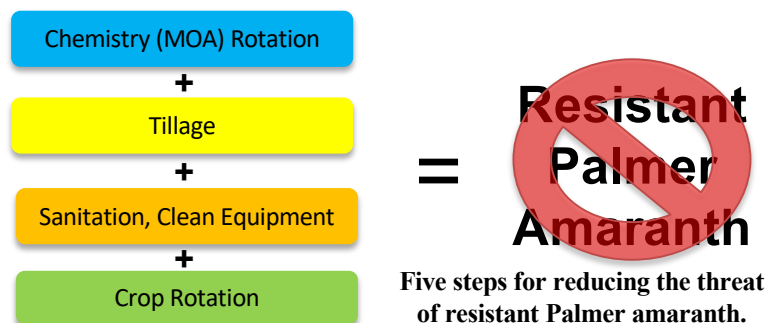 Chemistry (MOA) Rotation
+
Tillage
+
Sanitation, Clean Equipment
+
Crop Rotation
=
Resistant
Palmer
Amaranth
Five steps for reducing the threat
of resistant Palmer amaranth.